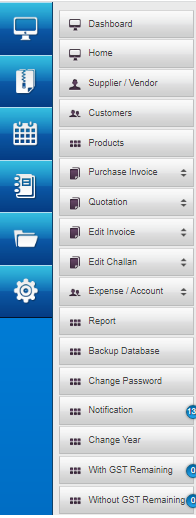 Dashboard
Home
Supplier / Vendor
Customers
Products
Purchase Invoice
Quotation
Edit Invoice
Edit Challan
Expense / Account
Report
Backup Database
Change Password
Notification 13
Change Year
With GST Remaining 0
Without GST Remaining 0